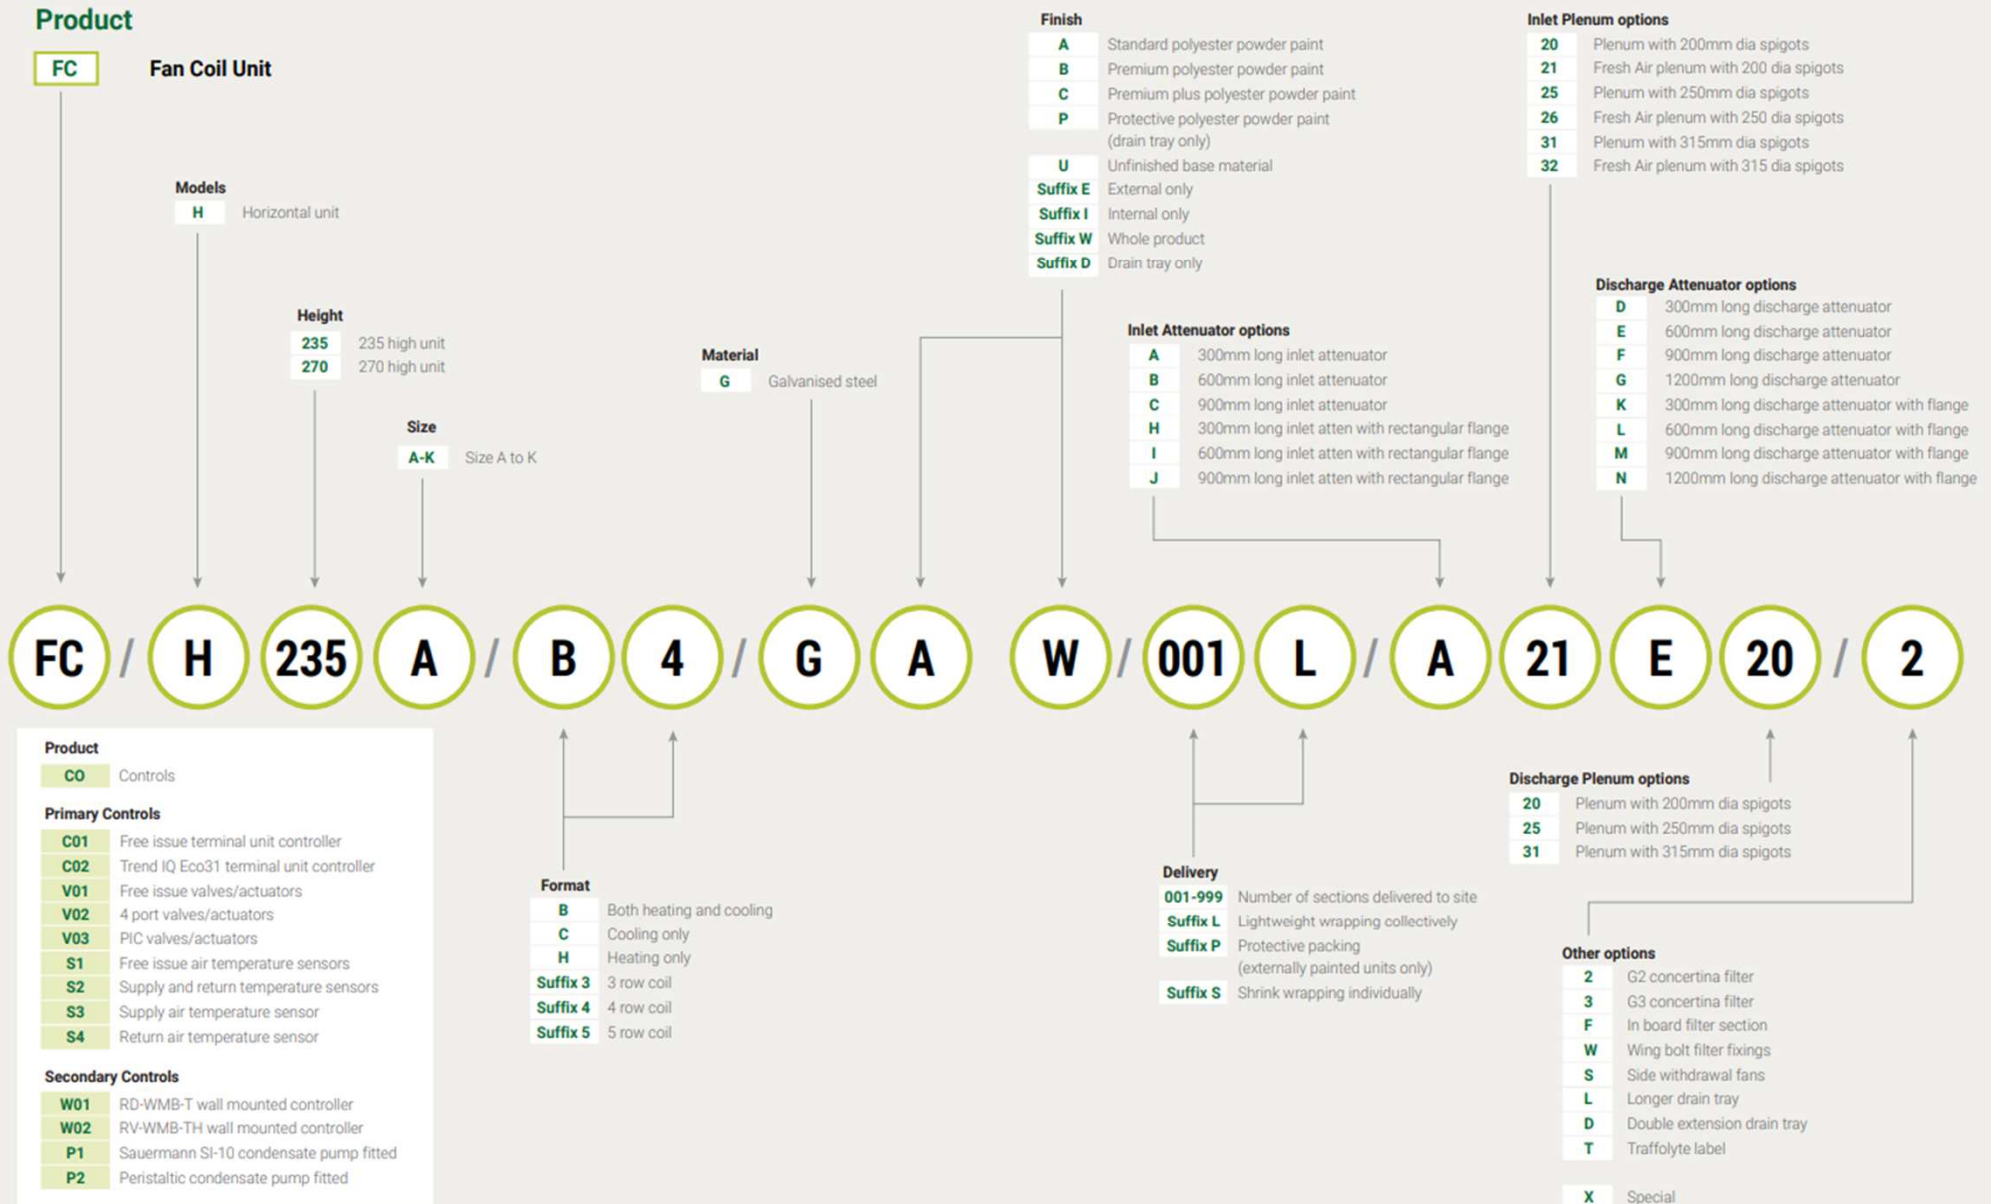 Product
FC Fan Coil Unit
Models
H Horizontal unit
Height
235 235 high unit
270 270 high unit
Size
A-K Size A to K
Material
G Galvanised steel
Finish
A Standard polyester powder paint
B Premium polyester powder paint
C Premium plus polyester powder paint
P Protective polyester powder paint
(drain tray only)
U Unfinished base material
Suffix E External only
Suffix I Internal only
Suffix W Whole product
Suffix D Drain tray only
Inlet Attenuator options
A 300mm long inlet attenuator
B 600mm long inlet attenuator
C 900mm long inlet attenuator
H 300mm long inlet atten with rectangular flange
I 600mm long inlet atten with rectangular flange
J 900mm long inlet atten with rectangular flange
Inlet Plenum options
20 Plenum with 200mm dia spigots
21 Fresh Air plenum with 200 dia spigots
25 Plenum with 250mm dia spigots
26 Fresh Air plenum with 250 dia spigots
31 Plenum with 315mm dia spigots
32 Fresh Air plenum with 315 dia spigots
Discharge Attenuator options
D 300mm long discharge attenuator
E 600mm long discharge attenuator
F 900mm long discharge attenuator
G 1200mm long discharge attenuator
K 300mm long discharge attenuator with flange
L 600mm long discharge attenuator with flange
M 900mm long discharge attenuator with flange
N 1200mm long discharge attenuator with flange
FC / H 235 A / B 4 / G A W / 001 L / A 21 E 20 / 2
Product
CO Controls
Primary Controls
C01 Free issue terminal unit controller
C02 Trend IQ Eco31 terminal unit controller
V01 Free issue valves/actuators
V02 4 port valves/actuators
V03 PIC valves/actuators
S1 Free issue air temperature sensors
S2 Supply and return temperature sensors
S3 Supply air temperature sensor
S4 Return air temperature sensor
Secondary Controls
W01 RD-WMB-T wall mounted controller
W02 RV-WMB-TH wall mounted controller
P1 Sauermann SI-10 condensate pump fitted
P2 Peristaltic condensate pump fitted
Format
B Both heating and cooling
C Cooling only
H Heating only
Suffix 3 3 row coil
Suffix 4 4 row coil
Suffix 5 5 row coil
Delivery
001-999 Number of sections delivered to site
Suffix L Lightweight wrapping collectively
Suffix P Protective packing
(externally painted units only)
Suffix S Shrink wrapping individually
Discharge Plenum options
20 Plenum with 200mm dia spigots
25 Plenum with 250mm dia spigots
31 Plenum with 315mm dia spigots
Other options
2 G2 concertina filter
3 G3 concertina filter
F In board filter section
W Wing bolt filter fixings
S Side withdrawal fans
L Longer drain tray
D Double extension drain tray
T Traffolyte label
X Special